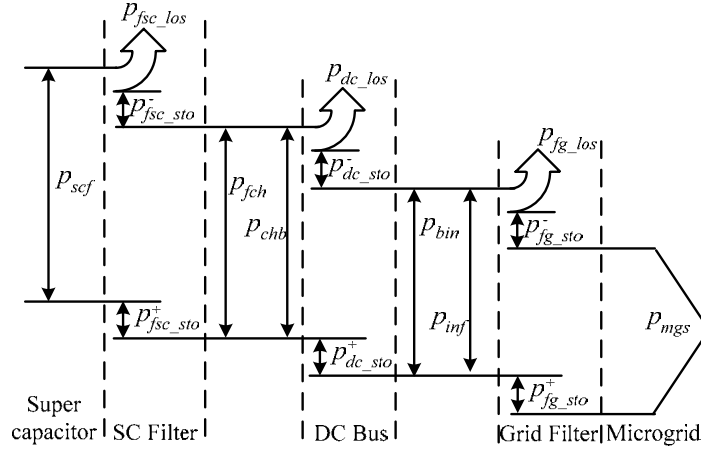 p_fsc_los
p_dc_los
p_fg_los
p⁻_fsc_sto
p⁻_dc_sto
p⁻_fg_sto
p_scf
p_fch
p_chb
p_bin
p_inf
p_mgs
p⁺_fsc_sto
p⁺_dc_sto
p⁺_fg_sto
Super
capacitor
SC Filter
DC Bus
Grid Filter
Microgrid